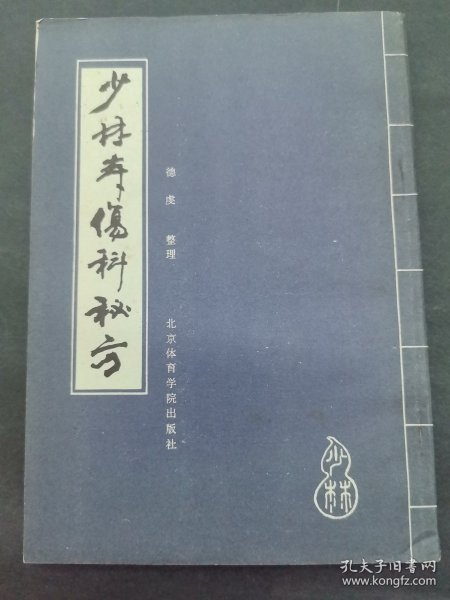 少林寺傷科秘方
德虔 整理 北京体育学院出版社
少林
孔夫子旧书网
www.kongfz.com